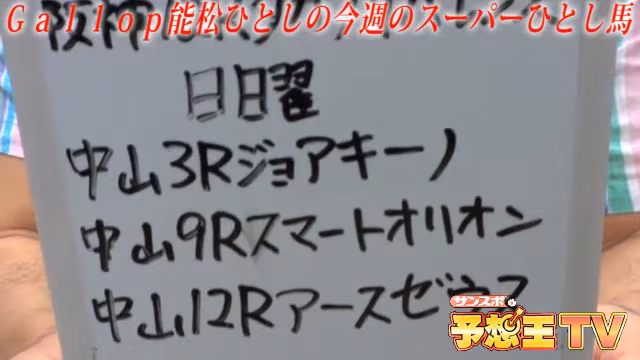 Ｇａｌｌｏｐ能松ひとしの今週のスーパーひとし馬
日日曜
中山3Rジョアキーノ
中山9Rスマートオリオン
中山12Rアースゼウス
サンスポ
予想王TV